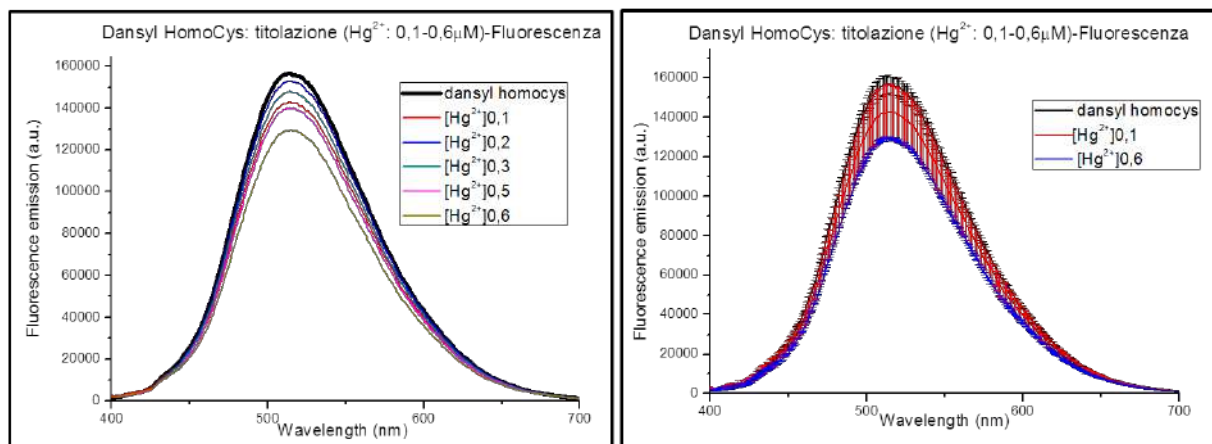 Dansyl HomoCys: titolazione (Hg²⁺: 0,1-0,6µM)-Fluorescenza
Fluorescence emission (a.u.)
160000
140000
120000
100000
80000
60000
40000
20000
0
dansyl homocys
[Hg²⁺]0,1
[Hg²⁺]0,2
[Hg²⁺]0,3
[Hg²⁺]0,5
[Hg²⁺]0,6
400 500 600 700
Wavelength (nm)
Dansyl HomoCys: titolazione (Hg²⁺: 0,1-0,6µM)-Fluorescenza
Fluorescence emission (a.u.)
160000
140000
120000
100000
80000
60000
40000
20000
0
dansyl homocys
[Hg²⁺]0,1
[Hg²⁺]0,6
400 500 600 700
Wavelength (nm)